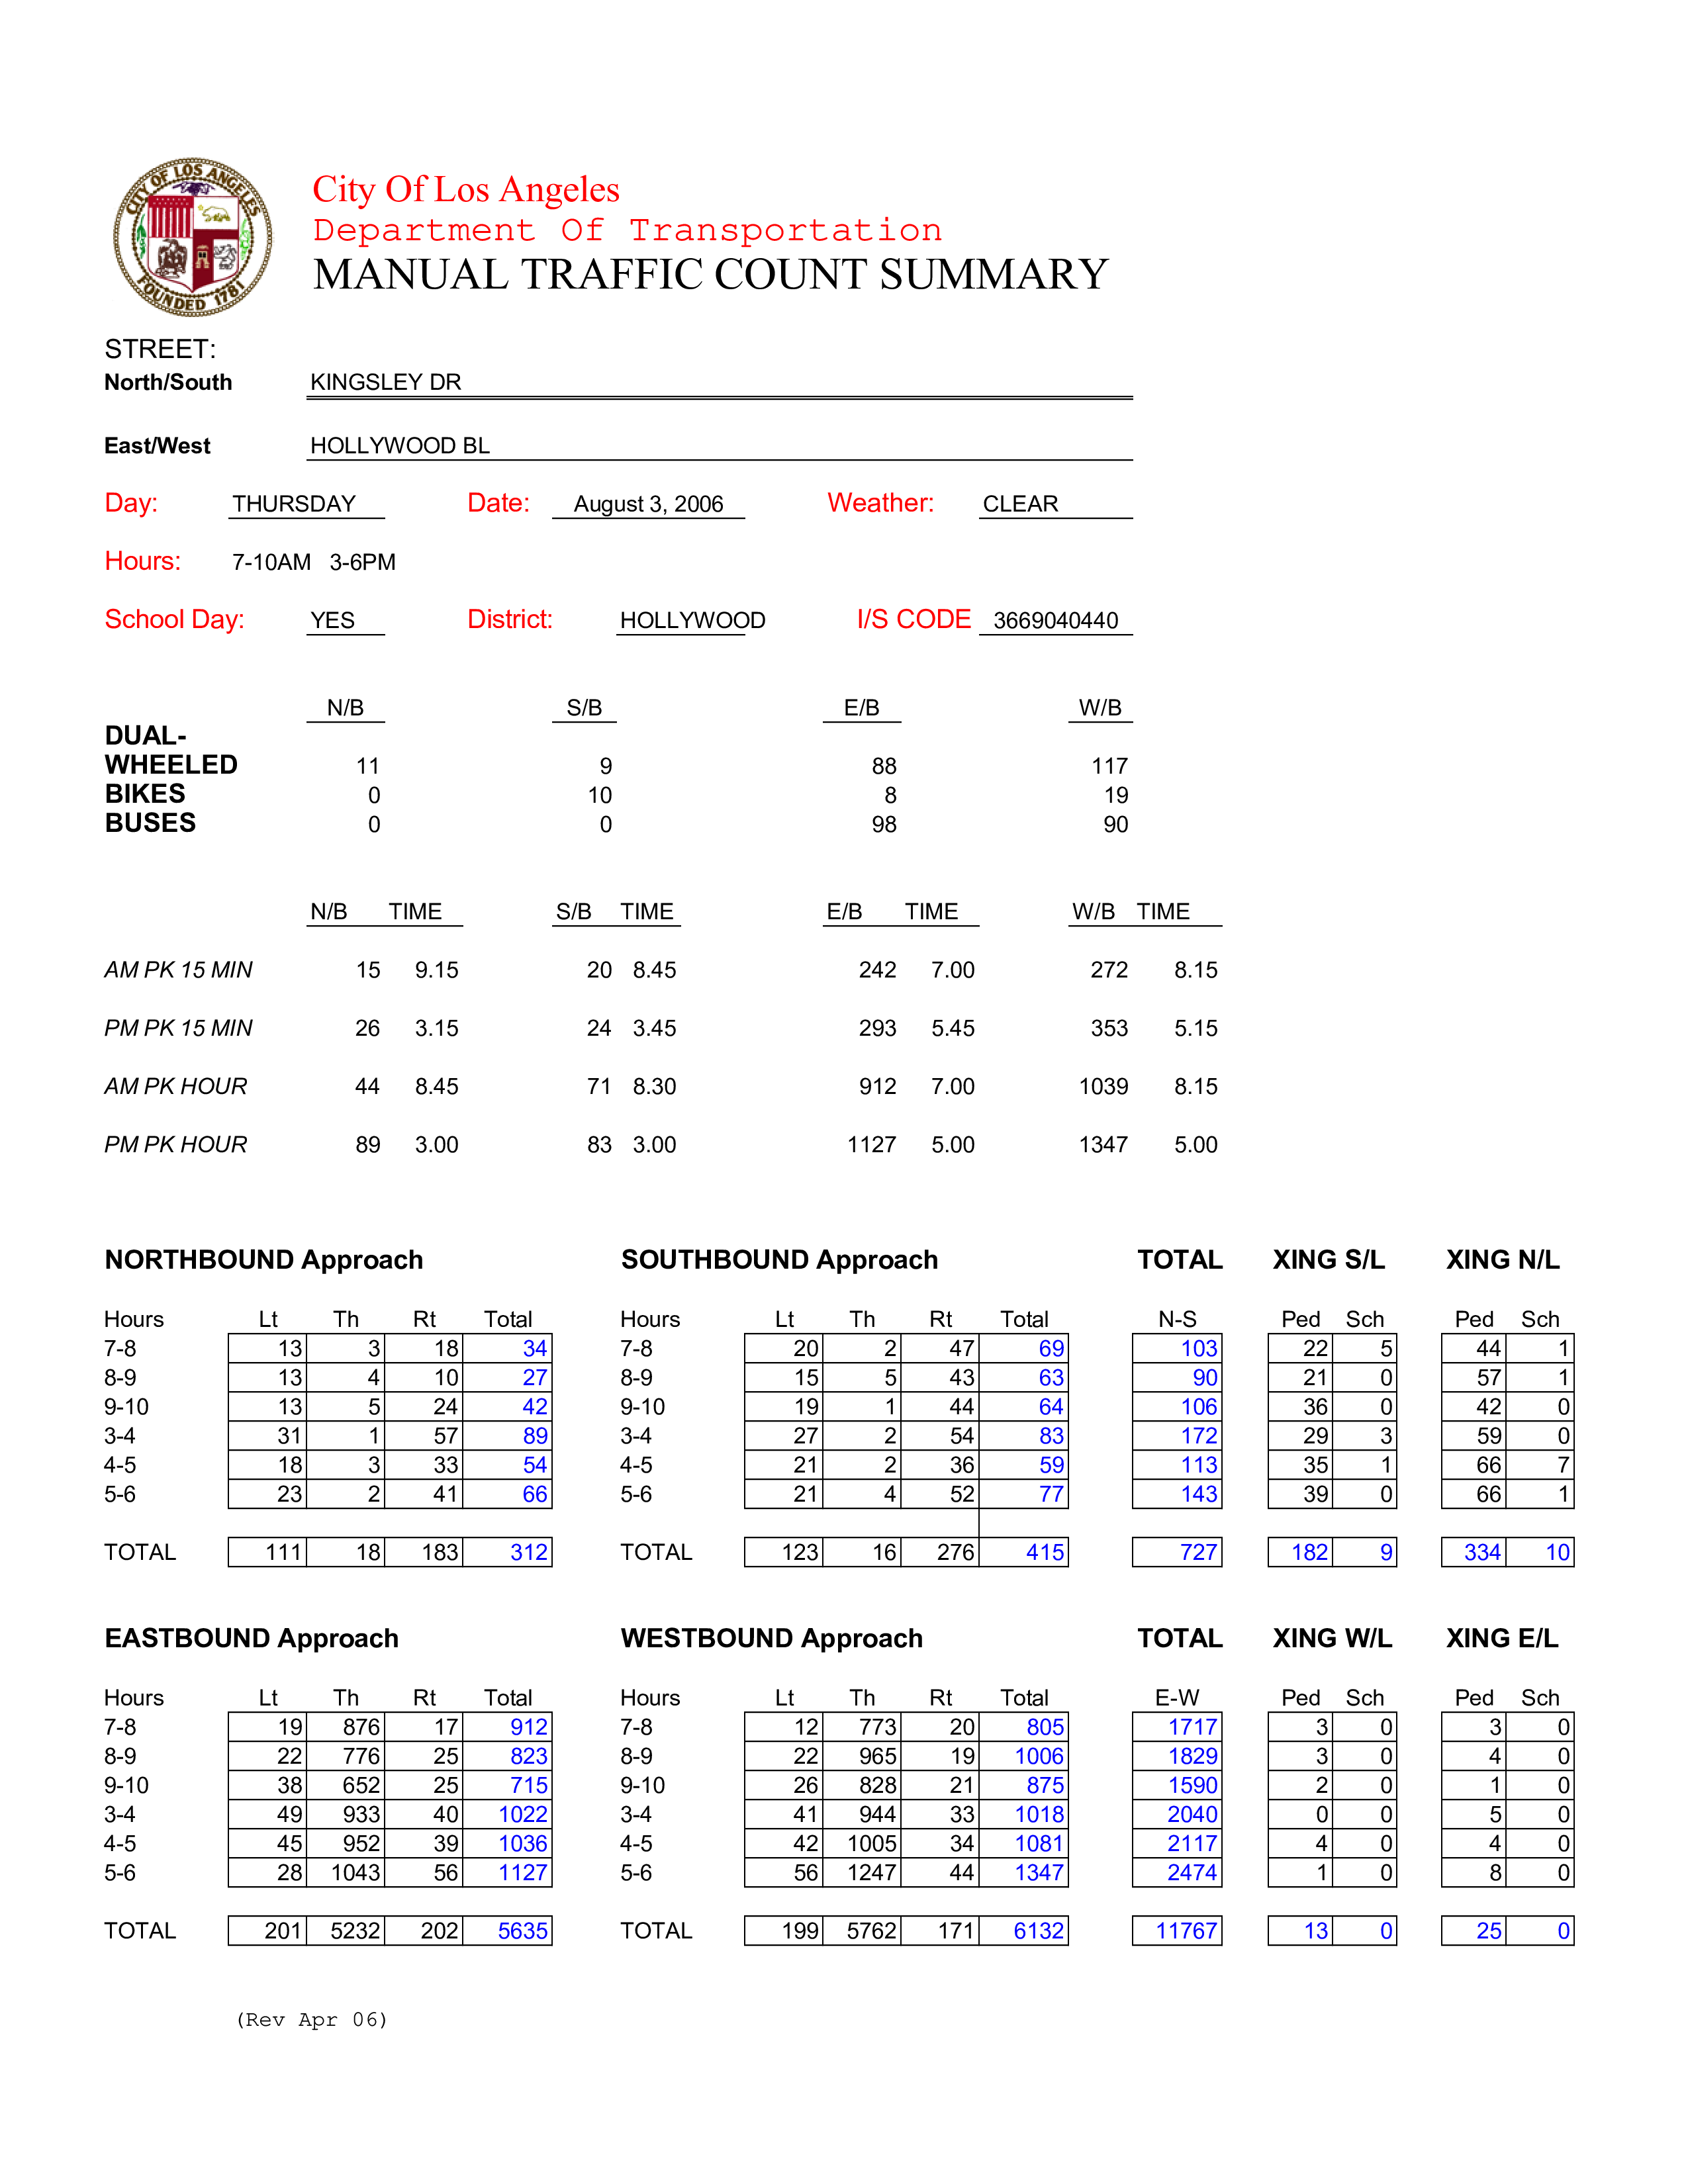 CITY OF LOS ANGELES
FOUNDED 1781
City Of Los Angeles
Department Of Transportation
MANUAL TRAFFIC COUNT SUMMARY
STREET:
North/South KINGSLEY DR
East/West HOLLYWOOD BL
Day: THURSDAY Date: August 3, 2006 Weather: CLEAR
Hours: 7-10AM 3-6PM
School Day: YES District: HOLLYWOOD I/S CODE 3669040440
N/B S/B E/B W/B
DUAL-
WHEELED 11 9 88 117
BIKES 0 10 8 19
BUSES 0 0 98 90
N/B TIME S/B TIME E/B TIME W/B TIME
AM PK 15 MIN 15 9.15 20 8.45 242 7.00 272 8.15
PM PK 15 MIN 26 3.15 24 3.45 293 5.45 353 5.15
AM PK HOUR 44 8.45 71 8.30 912 7.00 1039 8.15
PM PK HOUR 89 3.00 83 3.00 1127 5.00 1347 5.00
NORTHBOUND Approach SOUTHBOUND Approach TOTAL XING S/L XING N/L
Hours Lt Th Rt Total Hours Lt Th Rt Total N-S Ped Sch Ped Sch
7-8 13 3 18 34 7-8 20 2 47 69 103 22 5 44 1
8-9 13 4 10 27 8-9 15 5 43 63 90 21 0 57 1
9-10 13 5 24 42 9-10 19 1 44 64 106 36 0 42 0
3-4 31 1 57 89 3-4 27 2 54 83 172 29 3 59 0
4-5 18 3 33 54 4-5 21 2 36 59 113 35 1 66 7
5-6 23 2 41 66 5-6 21 4 52 77 143 39 0 66 1
TOTAL 111 18 183 312 TOTAL 123 16 276 415 727 182 9 334 10
EASTBOUND Approach WESTBOUND Approach TOTAL XING W/L XING E/L
Hours Lt Th Rt Total Hours Lt Th Rt Total E-W Ped Sch Ped Sch
7-8 19 876 17 912 7-8 12 773 20 805 1717 3 0 3 0
8-9 22 776 25 823 8-9 22 965 19 1006 1829 3 0 4 0
9-10 38 652 25 715 9-10 26 828 21 875 1590 2 0 1 0
3-4 49 933 40 1022 3-4 41 944 33 1018 2040 0 0 5 0
4-5 45 952 39 1036 4-5 42 1005 34 1081 2117 4 0 4 0
5-6 28 1043 56 1127 5-6 56 1247 44 1347 2474 1 0 8 0
TOTAL 201 5232 202 5635 TOTAL 199 5762 171 6132 11767 13 0 25 0
(Rev Apr 06)